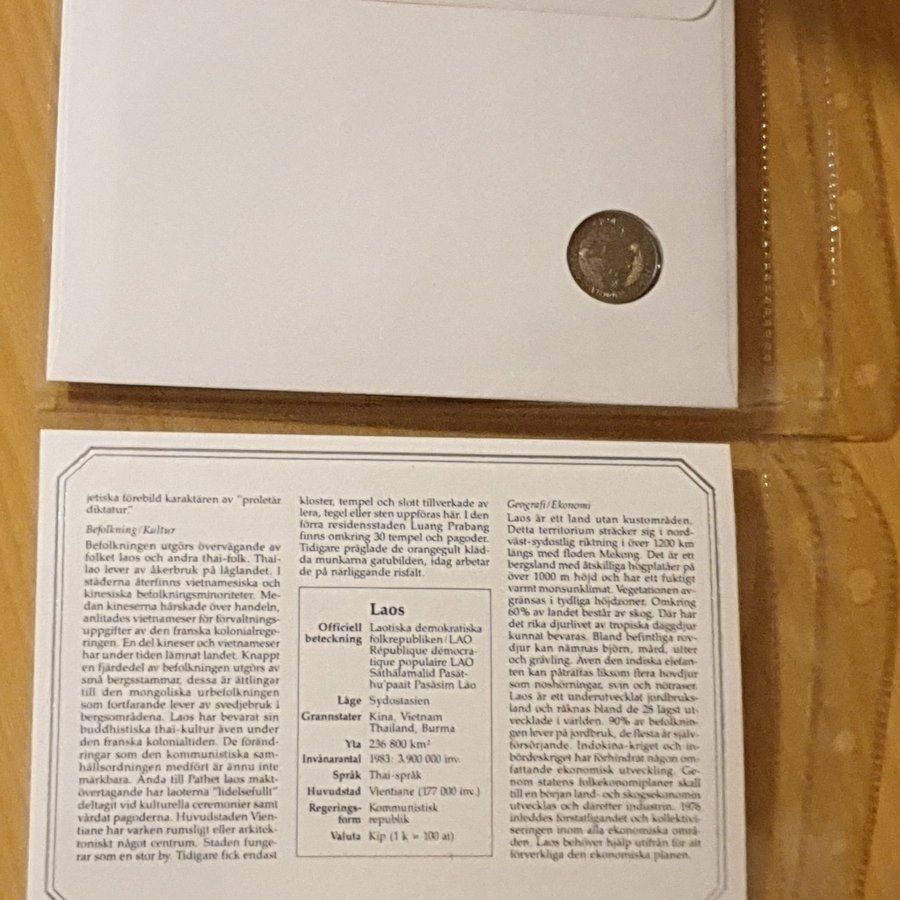 jetiska förebild karaktären av "proletär
diktatur."
Befolkning/Kultur
Befolkningen utgörs övervägande av
folket laos och andra thai-folk. Thai-
lao lever av åkerbruk på låglandet. I
städerna återfinns vietnamesiska och
kinesiska befolkningsminoriteter. Me-
dan kineserna härskade över handeln,
anlitades vietnameser för förvaltnings-
uppgifter av den franska kolonialrege-
ringen. En del kineser och vietnameser
har under tiden lämnat landet. Knappt
en fjärdedel av befolkningen utgörs av
små bergsstammar, dessa är ättlingar
till den mongoliska urbefolkningen
som fortfarande lever av svedjebruk i
bergsområdena. Laos har bevarat sin
buddhistiska thai-kultur även under
den franska kolonialtiden. De föränd-
ringar som den kommunistiska sam-
hällsordningen medfört är ännu inte
märkbara. Ända till Pathet laos makt-
övertagande har laoterna "lidelsefullt"
deltagit vid kulturella ceremonier samt
vårdat pagoderna. Huvudstaden Vien-
tiane har varken rumsligt eller arkitek-
toniskt något centrum. Staden funge-
rar som en stor by. Tidigare fick endast
kloster, tempel och slott tillverkade av
lera, tegel eller sten uppföras här. I den
förra residensstaden Luang Prabang
finns omkring 30 tempel och pagoder.
Tidigare präglade de orangegult kläd-
da munkarna gatubilden, idag arbetar
de på närliggande risfält.
Laos
Officiell beteckning Laotiska demokratiska
folkrepubliken/LAO
République démocra-
tique populaire LAO
Sathalamalid Pasat-
hu'paait Pasasim Lao
Läge Sydostasien
Grannstater Kina, Vietnam
Thailand, Burma
Yta 236 800 km²
Invånarantal 1983: 3.900 000 inv.
Språk Thai-språk
Huvudstad Vientiane (177 000 inv.)
Regerings- Kommunistisk
form republik
Valuta Kip (1 k = 100 at)
Geografi/Ekonomi
Laos är ett land utan kustområden.
Detta territorium sträcker sig i nord-
väst-sydostlig riktning i över 1200 km
längs med floden Mekong. Det är ett
bergsland med åtskilliga högplatåer på
över 1000 m höjd och har ett fuktigt
varmt monsunklimat. Vegetationen av-
gränsas i tydliga höjdzoner. Omkring
60% av landet består av skog. Där har
det rika djurlivet av tropiska däggdjur
kunnat bevaras. Bland befintliga rov-
djur kan nämnas björn, mård, utter
och grävling. Även den indiska elefan-
ten kan påträffas liksom flera hovdjur
som noshörningar, svin och nötraser.
Laos är ett underutvecklat jordbruks-
land och räknas bland de 28 lägst ut-
vecklade i världen. 90% av befolknin-
gen lever på jordbruk, de flesta är själv-
försörjande. Indokina-kriget och in-
bördeskriget har förhindrat någon om-
fattande ekonomisk utveckling. Ge-
nom statens folkekonomiplaner skall
till en början land- och skogsekonomin
utvecklas och därefter industrin. 1976
inleddes förstatligandet och kollektivi-
seringen inom alla ekonomiska områ-
den. Laos behöver hjälp utifrån för att
förverkliga den ekonomiska planen.